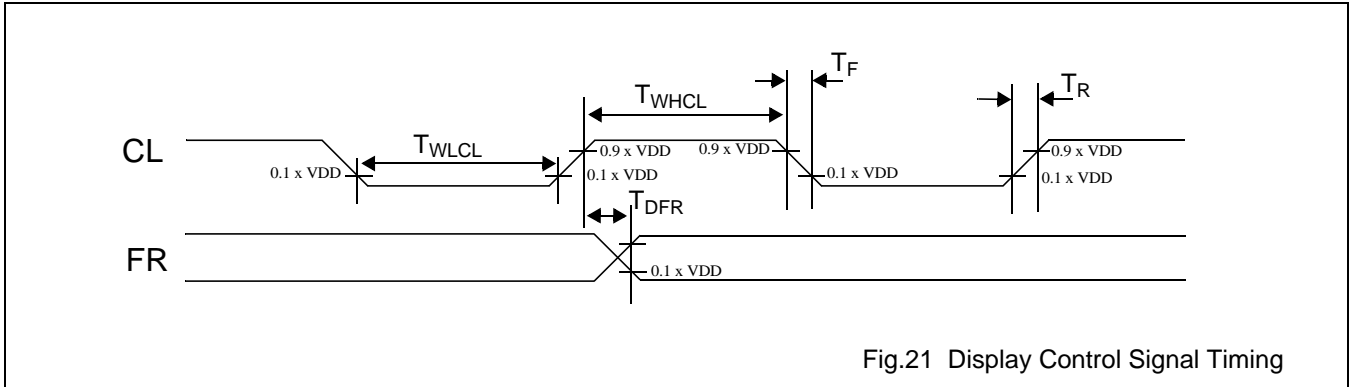 T_F
T_R
T_WHCL
CL
T_WLCL
0.9 x VDD
0.9 x VDD
0.9 x VDD
0.1 x VDD
0.1 x VDD
0.1 x VDD
0.1 x VDD
T_DFR
FR
0.1 x VDD
Fig.21 Display Control Signal Timing